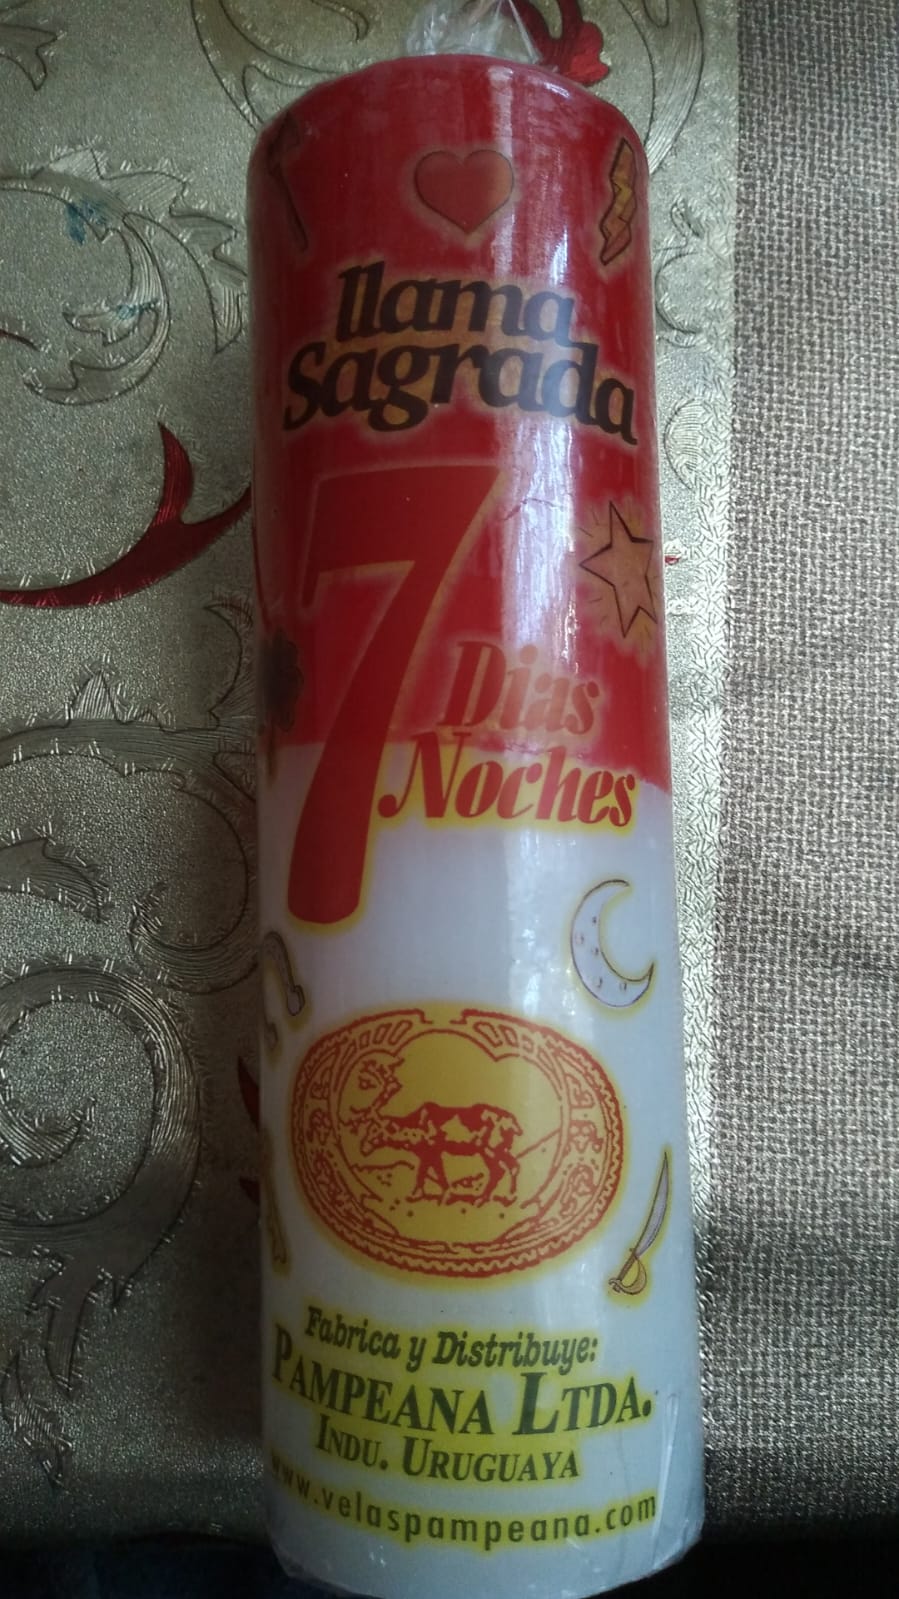 llama
Sagrada
7
Dias
Noches
Fabrica y Distribuye:
PAMPEANA LTDA.
INDU. URUGUAYA
www.velaspampeana.com